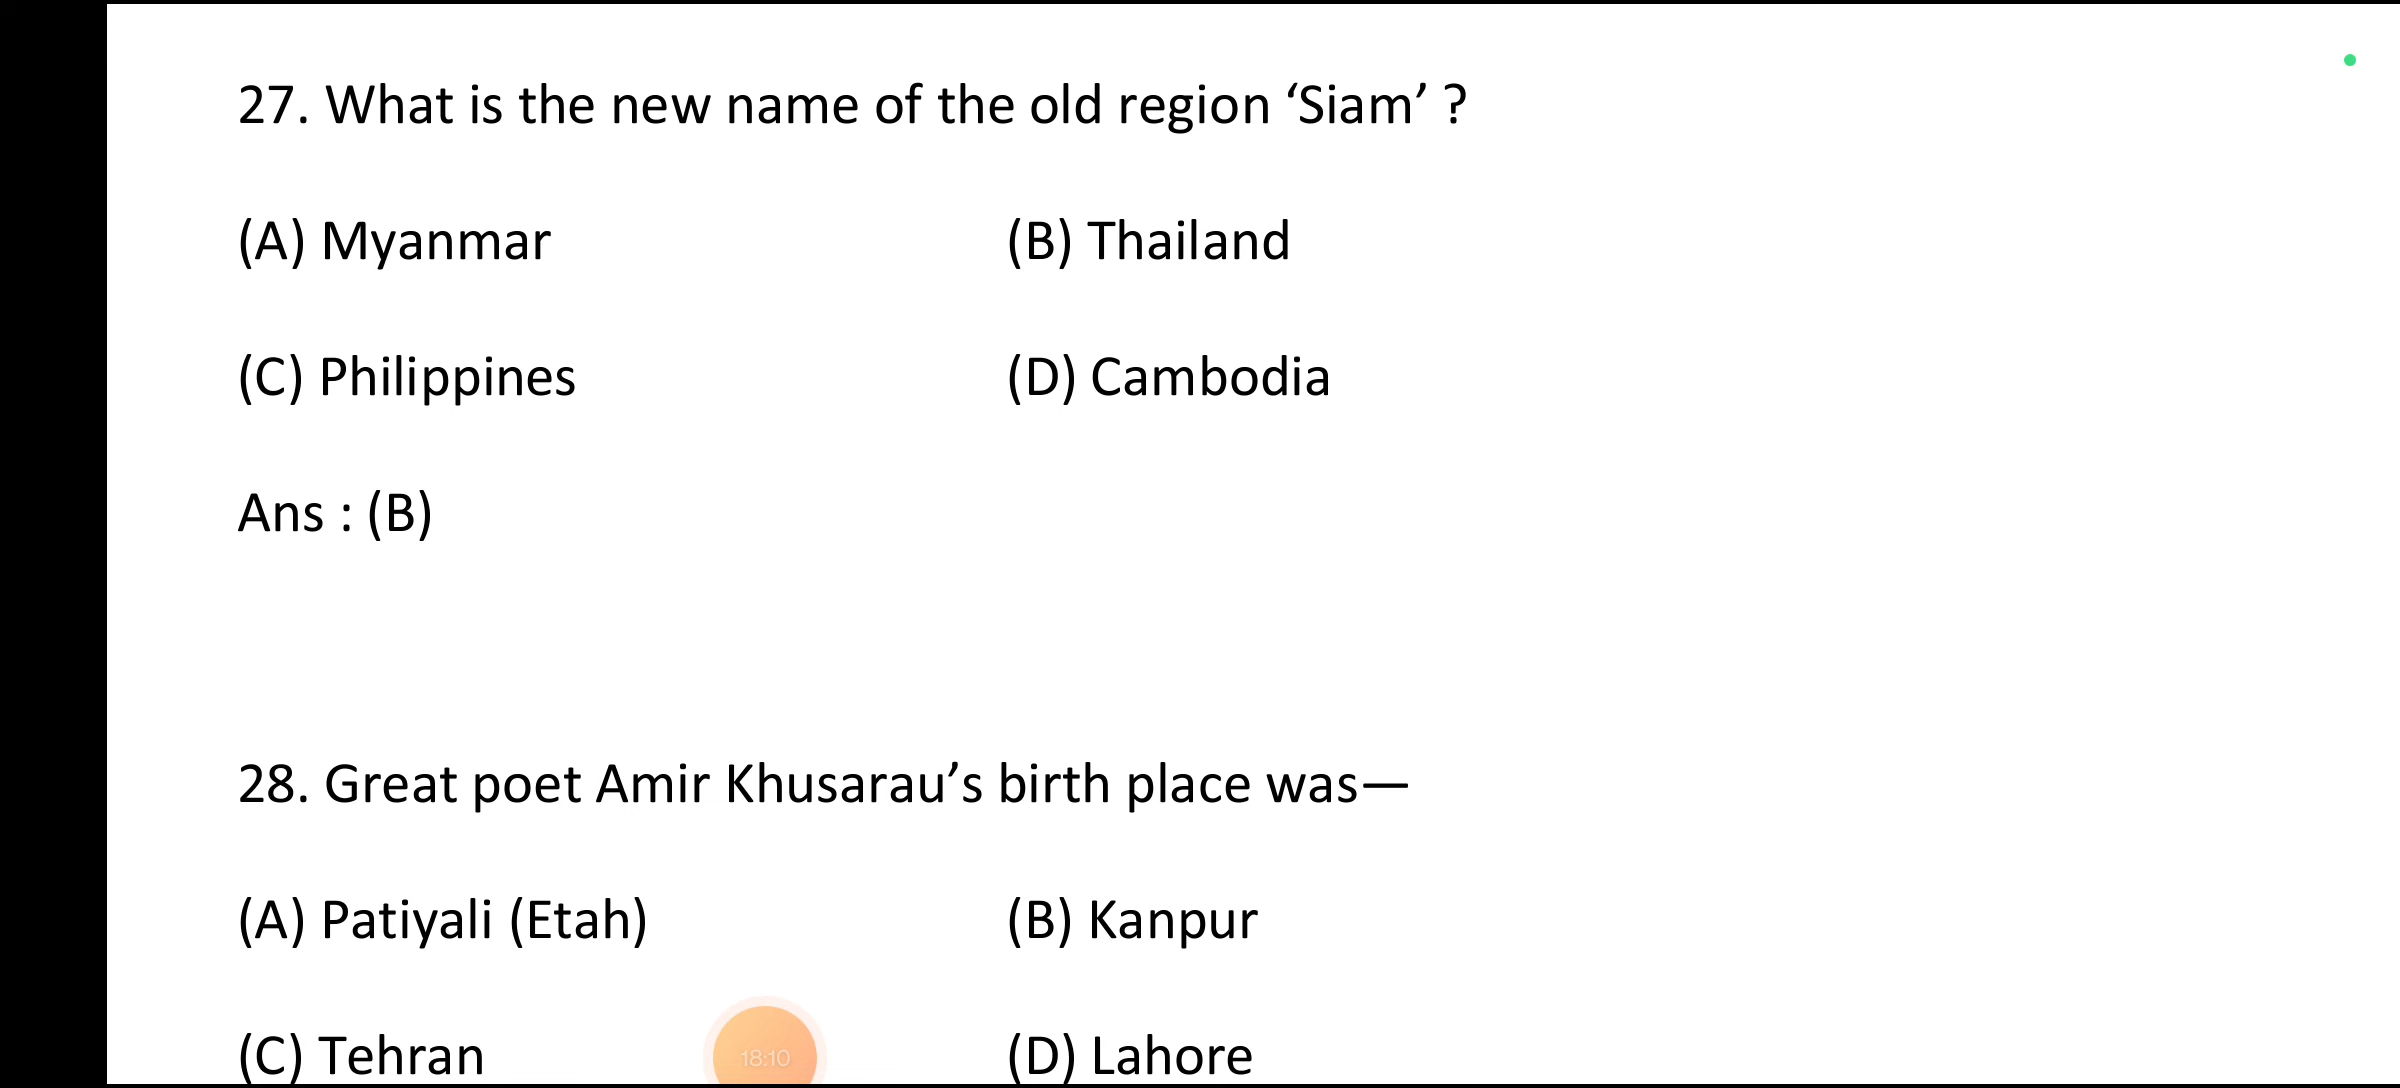 27. What is the new name of the old region ‘Siam’ ?
(A) Myanmar (B) Thailand
(C) Philippines (D) Cambodia
Ans : (B)
28. Great poet Amir Khusarau’s birth place was—
(A) Patiyali (Etah) (B) Kanpur
(C) Tehran (D) Lahore
18:10